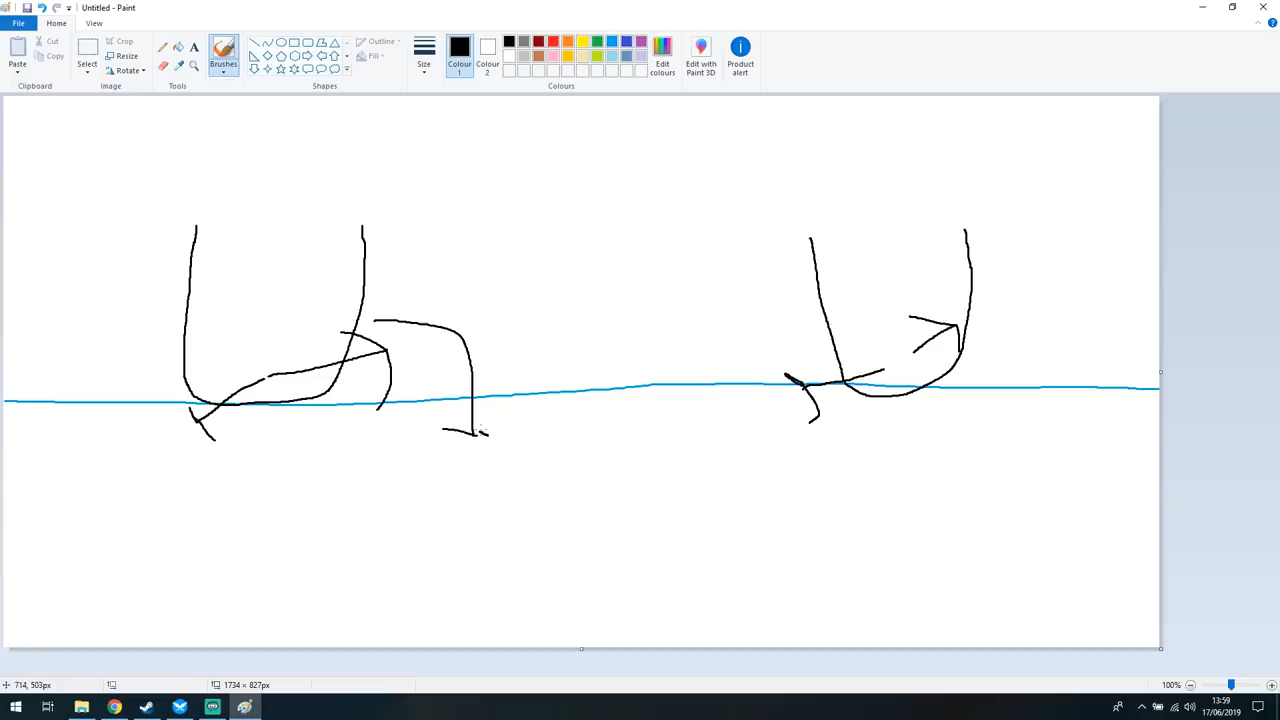 Untitled - Paint
File
Home
View
Paste
Cut
Copy
Clipboard
Select
Crop
Resize
Rotate
Image
Tools
Brushes
Shapes
Outline
Fill
Size
Colour 1
Colour 2
Edit colours
Colours
Edit with Paint 3D
Product alert
714, 503px
1734 × 827px
100%
13:59
17/06/2019